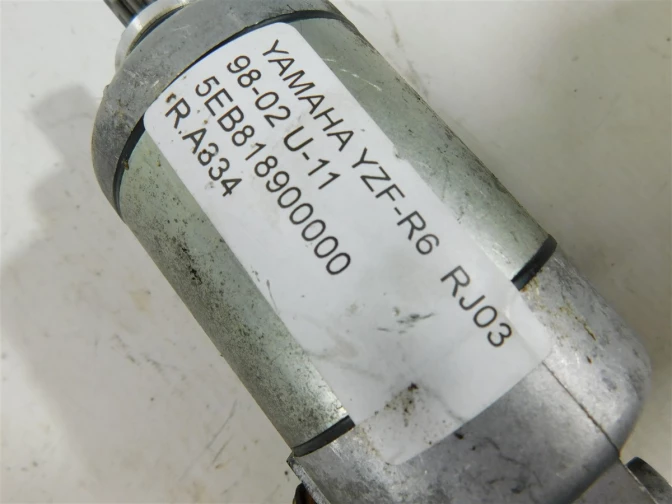 YAMAHA YZF-R6 RJ03
98-02 U-11
5EB818900000
R.A834